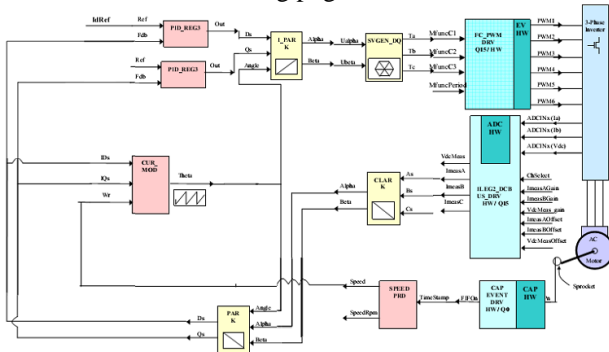 IdRef
Ref
Fdb
PID_REG3
Out
Ref
Fdb
PID_REG3
Out
Ds
Qs
Angle
I_PAR
K
Alpha
Beta
Ualpha
Ubeta
SVGEN_DQ
Ta
Tb
Tc
MfuncC1
MfuncC2
MfuncC3
MfuncPeriod
FC_PWM
DRV
Q15/ HW
EV
HW
PWM1
PWM2
PWM3
PWM4
PWM5
PWM6
3-Phase
Inverter
ADC
HW
ADCINx (Ia)
ADCINx (Ib)
ADCINx (Vdc)
ILEG2_DCB
US_DRV
HW/ Q15
ChSelect
ImeasAGain
ImeasBGain
VdcMeas_gain
ImeasAOffset
ImeasBOffset
VdcMeasOffset
VdcMeas
ImeasA
ImeasB
ImeasC
As
Bs
Cs
CLAR
K
Alpha
Beta
IDs
IQs
Wr
CUR_
MOD
Theta
AC
Motor
Sprocket
CAP
EVENT
DRV
HW/ Q0
CAP
HW
TimeStamp
SPEED
PRD
Speed
SpeedRpm
PAR
K
Angle
Alpha
Beta
Ds
Qs